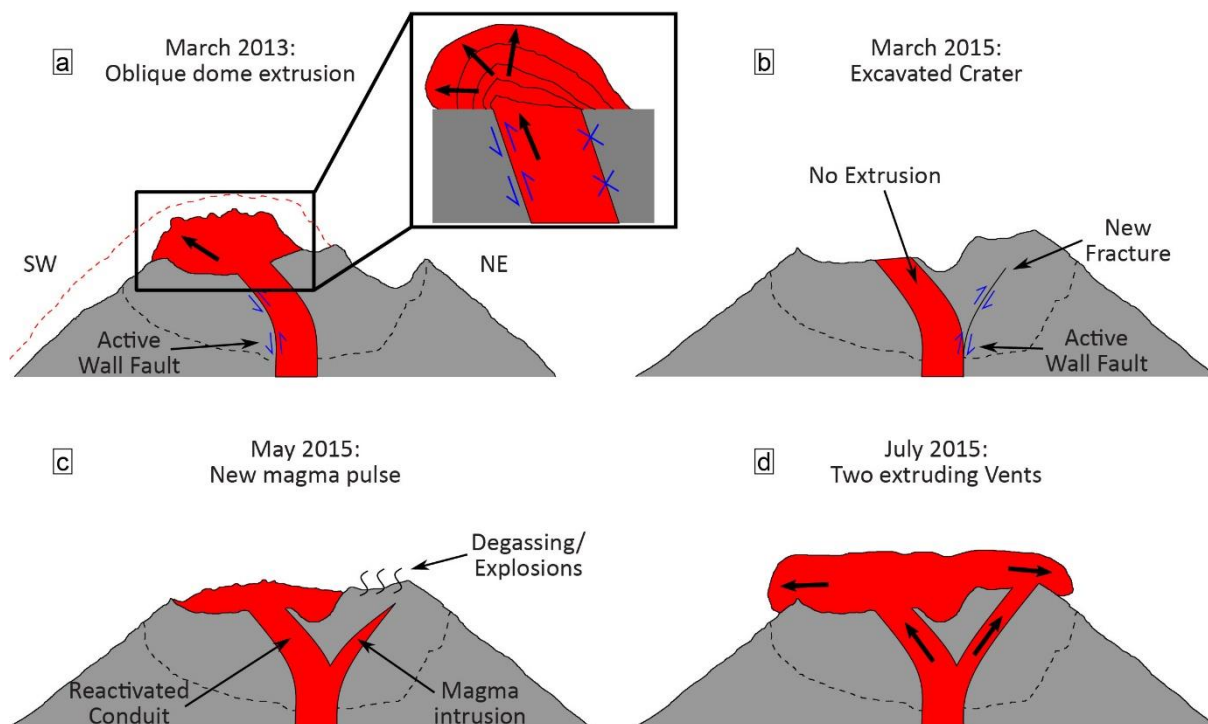 a
March 2013:
Oblique dome extrusion
SW
NE
Active
Wall Fault
b
March 2015:
Excavated Crater
No Extrusion
New
Fracture
Active
Wall Fault
c
May 2015:
New magma pulse
Degassing/
Explosions
Reactivated
Conduit
Magma
intrusion
d
July 2015:
Two extruding Vents